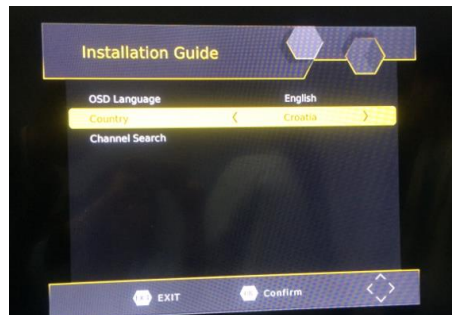 Installation Guide
OSD Language English
Country Croatia
Channel Search
EXIT Confirm